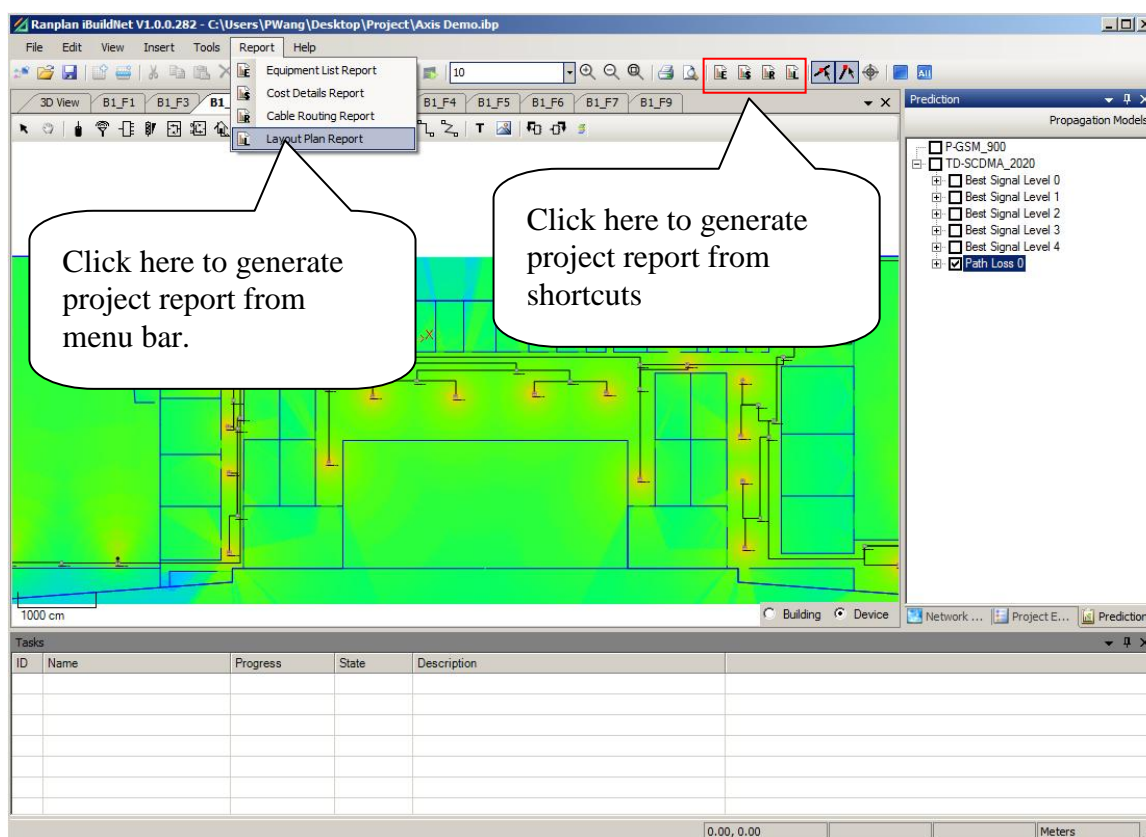 Ranplan iBuildNet V1.0.0.282 - C:\Users\PWang\Desktop\Project\Axis Demo.ibp
File Edit View Insert Tools Report Help
Equipment List Report
Cost Details Report
Cable Routing Report
Layout Plan Report
10
3D View B1_F1 B1_F3 B1_ B1_F4 B1_F5 B1_F6 B1_F7 B1_F9
Prediction
Propagation Models
P-GSM_900
TD-SCDMA_2020
Best Signal Level 0
Best Signal Level 1
Best Signal Level 2
Best Signal Level 3
Best Signal Level 4
Path Loss 0
Click here to generate
project report from
menu bar.
Click here to generate
project report from
shortcuts
X
1000 cm
Building Device
Network ... Project E... Prediction
Tasks
ID Name Progress State Description
0.00, 0.00 Meters